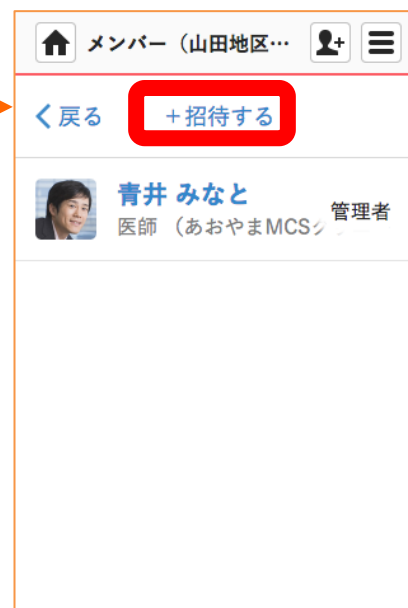 メンバー（山田地区…
戻る
+招待する
青井 みなと
医師 （あおやまMCS
管理者